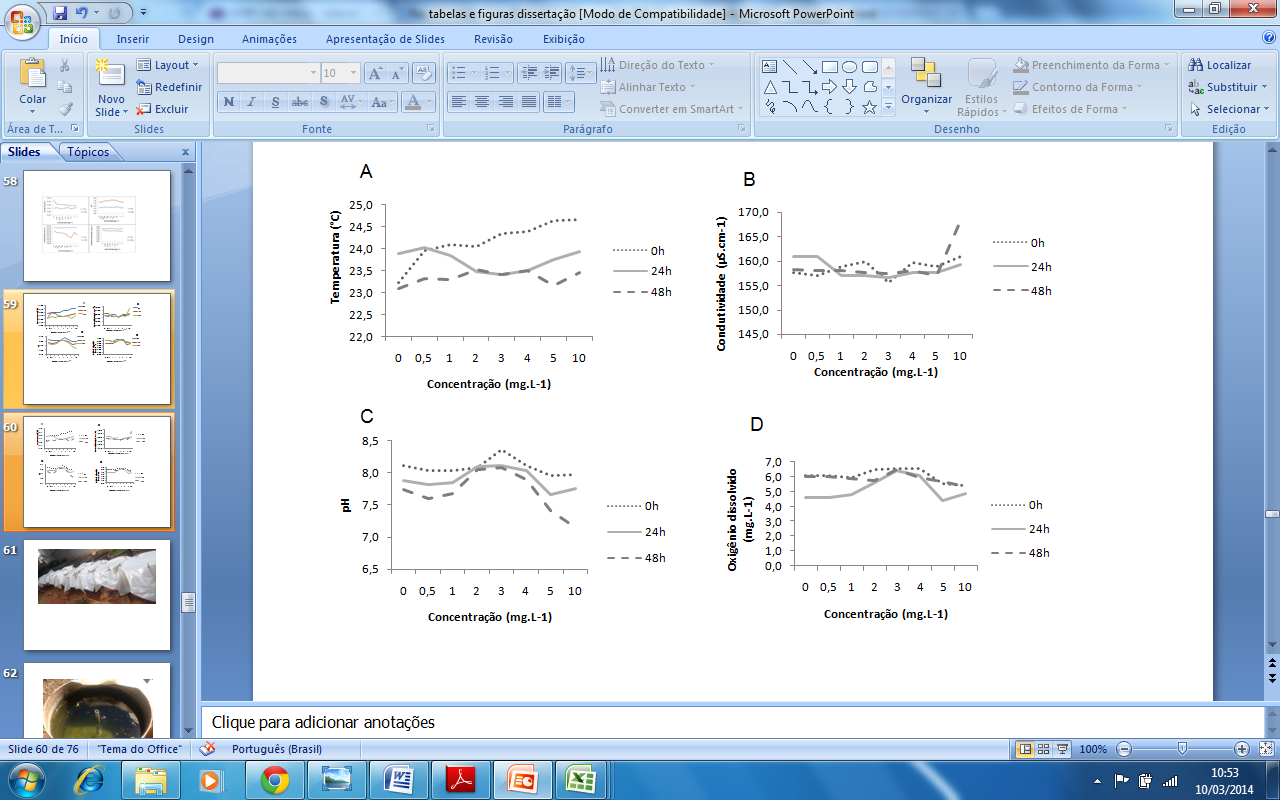 tabelas e figuras dissertação [Modo de Compatibilidade] - Microsoft PowerPoint
Início Inserir Design Animações Apresentação de Slides Revisão Exibição
Colar
Área de T...
Novo Slide
Layout
Redefinir
Excluir
Slides
10
N I S abc S AV Aa A
Fonte
Direção do Texto
Alinhar Texto
Converter em SmartArt
Parágrafo
Organizar
Estilos Rápidos
Preenchimento da Forma
Contorno da Forma
Efeitos de Forma
Desenho
Localizar
Substituir
Selecionar
Edição
Slides Tópicos x
58
59
60
61
62
A
Temperatura (°C)
25,0
24,5
24,0
23,5
23,0
22,5
22,0
0 0,5 1 2 3 4 5 10
Concentração (mg.L-1)
0h
24h
48h
B
Condutividade (µS.cm-1)
170,0
165,0
160,0
155,0
150,0
145,0
0 0,5 1 2 3 4 5 10
Concentração (mg.L-1)
0h
24h
48h
C
pH
8,5
8,0
7,5
7,0
6,5
0 0,5 1 2 3 4 5 10
Concentração (mg.L-1)
0h
24h
48h
D
Oxigênio dissolvido
(mg.L-1)
7,0
6,0
5,0
4,0
3,0
2,0
1,0
0,0
0 0,5 1 2 3 4 5 10
Concentração (mg.L-1)
0h
24h
48h
Clique para adicionar anotações
Slide 60 de 76 "Tema do Office" Português (Brasil) 100%
10:53
10/03/2014